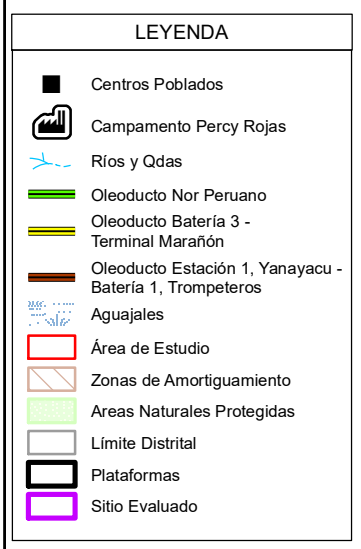 LEYENDA
Centros Poblados
Campamento Percy Rojas
Ríos y Qdas
Oleoducto Nor Peruano
Oleoducto Batería 3 -
Terminal Marañón
Oleoducto Estación 1, Yanayacu -
Batería 1, Trompeteros
Aguajales
Área de Estudio
Zonas de Amortiguamiento
Areas Naturales Protegidas
Límite Distrital
Plataformas
Sitio Evaluado